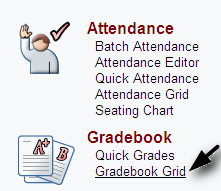 Attendance
Batch Attendance
Attendance Editor
Quick Attendance
Attendance Grid
Seating Chart
A+
B
Gradebook
Quick Grades
Gradebook Grid